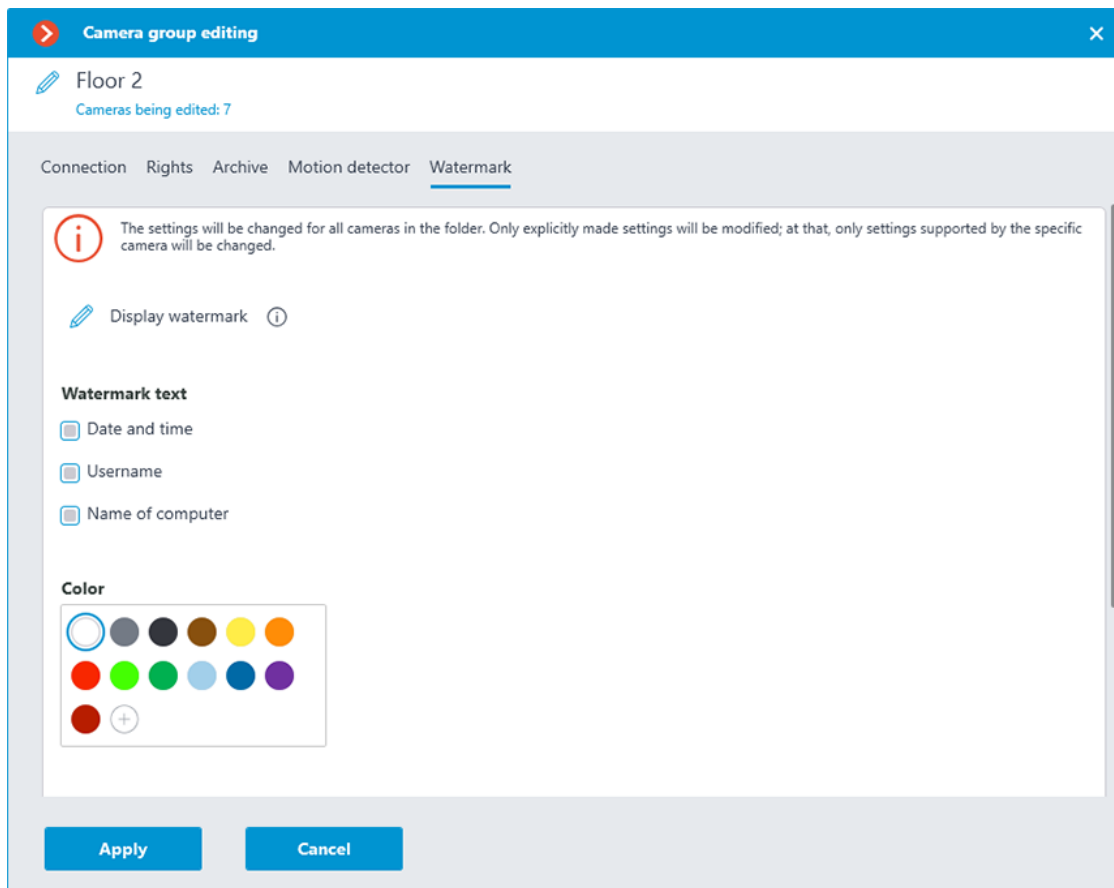 Camera group editing
Floor 2
Cameras being edited: 7
Connection Rights Archive Motion detector Watermark
The settings will be changed for all cameras in the folder. Only explicitly made settings will be modified; at that, only settings supported by the specific
camera will be changed.
Display watermark
Watermark text
Date and time
Username
Name of computer
Color
Apply Cancel